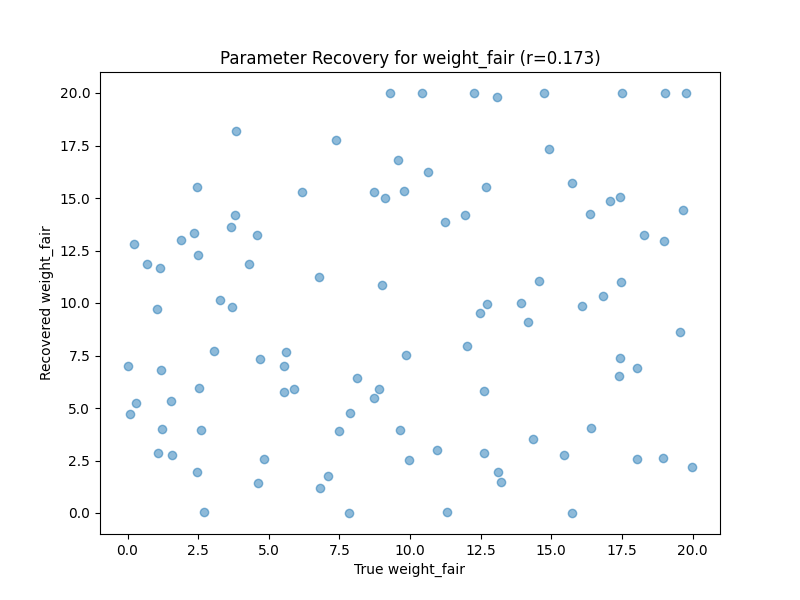 Parameter Recovery for weight_fair (r=0.173)
20.0
17.5
15.0
12.5
10.0
7.5
5.0
2.5
0.0
Recovered weight_fair
0.0 2.5 5.0 7.5 10.0 12.5 15.0 17.5 20.0
True weight_fair